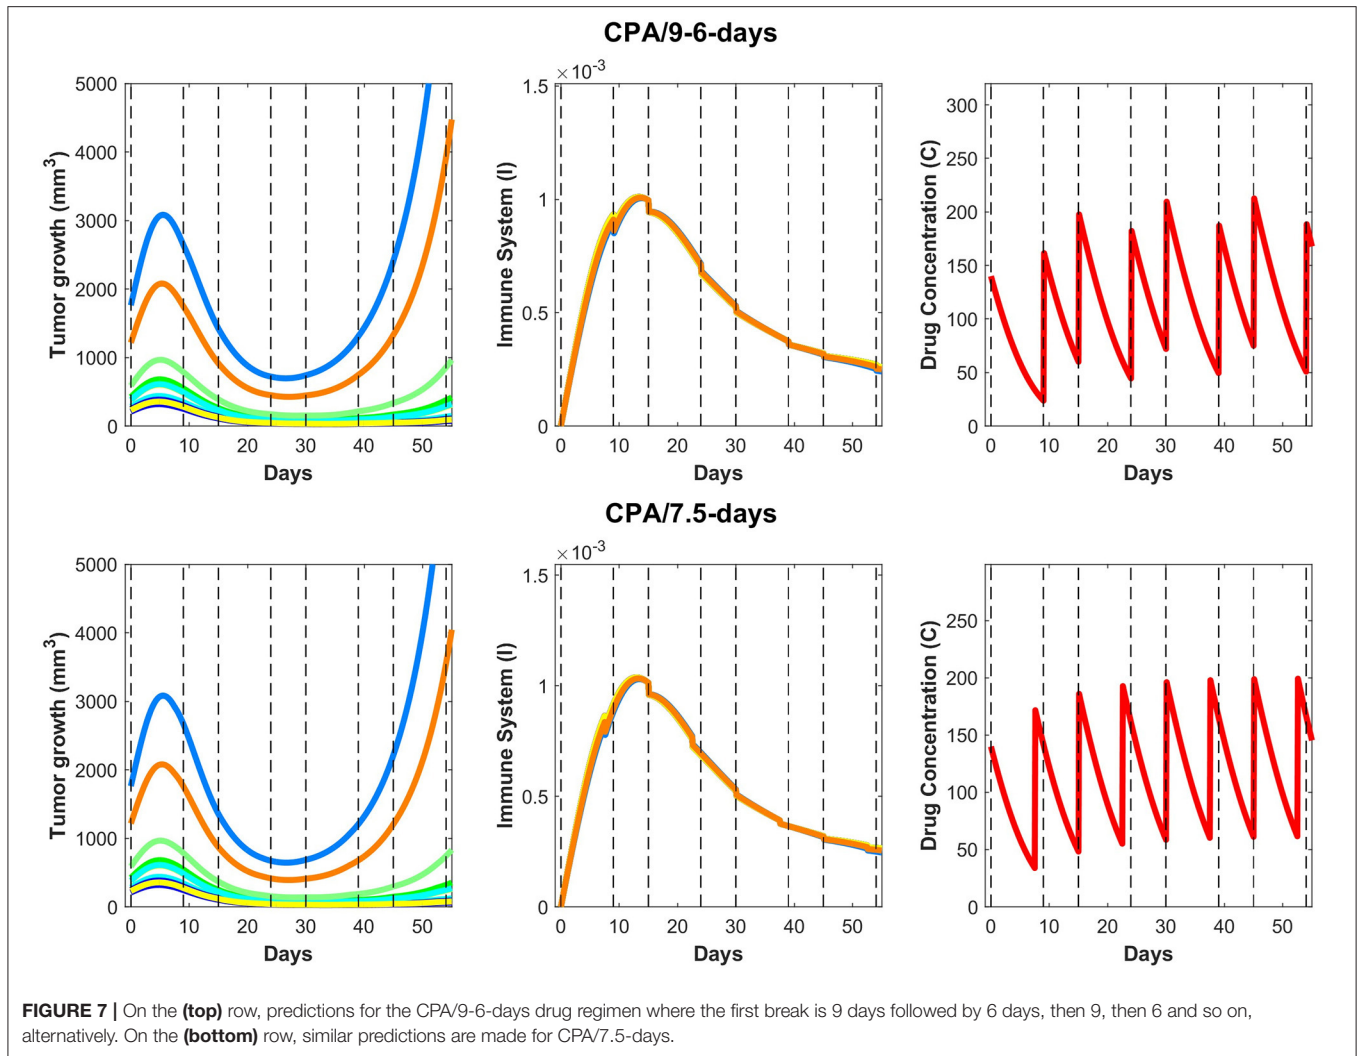 CPA/9-6-days
5000
4000
3000
2000
1000
0
Tumor growth (mm³)
0 10 20 30 40 50
Days
×10⁻³
1.5
1
0.5
0
Immune System (I)
0 10 20 30 40 50
Days
300
250
200
150
100
50
0
Drug Concentration (C)
0 10 20 30 40 50
Days
CPA/7.5-days
5000
4000
3000
2000
1000
0
Tumor growth (mm³)
0 10 20 30 40 50
Days
×10⁻³
1.5
1
0.5
0
Immune System (I)
0 10 20 30 40 50
Days
250
200
150
100
50
0
Drug Concentration (C)
0 10 20 30 40 50
Days
FIGURE 7 | On the (top) row, predictions for the CPA/9-6-days drug regimen where the first break is 9 days followed by 6 days, then 9, then 6 and so on,
alternatively. On the (bottom) row, similar predictions are made for CPA/7.5-days.